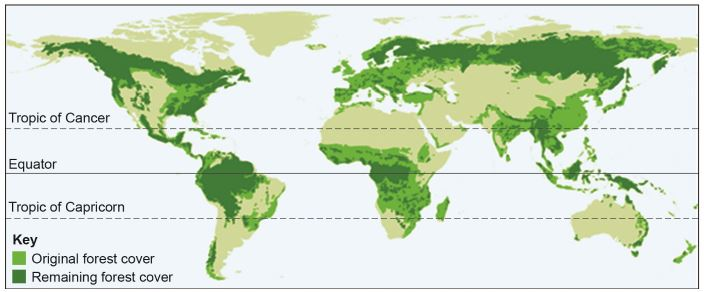 Tropic of Cancer
Equator
Tropic of Capricorn
Key
Original forest cover
Remaining forest cover